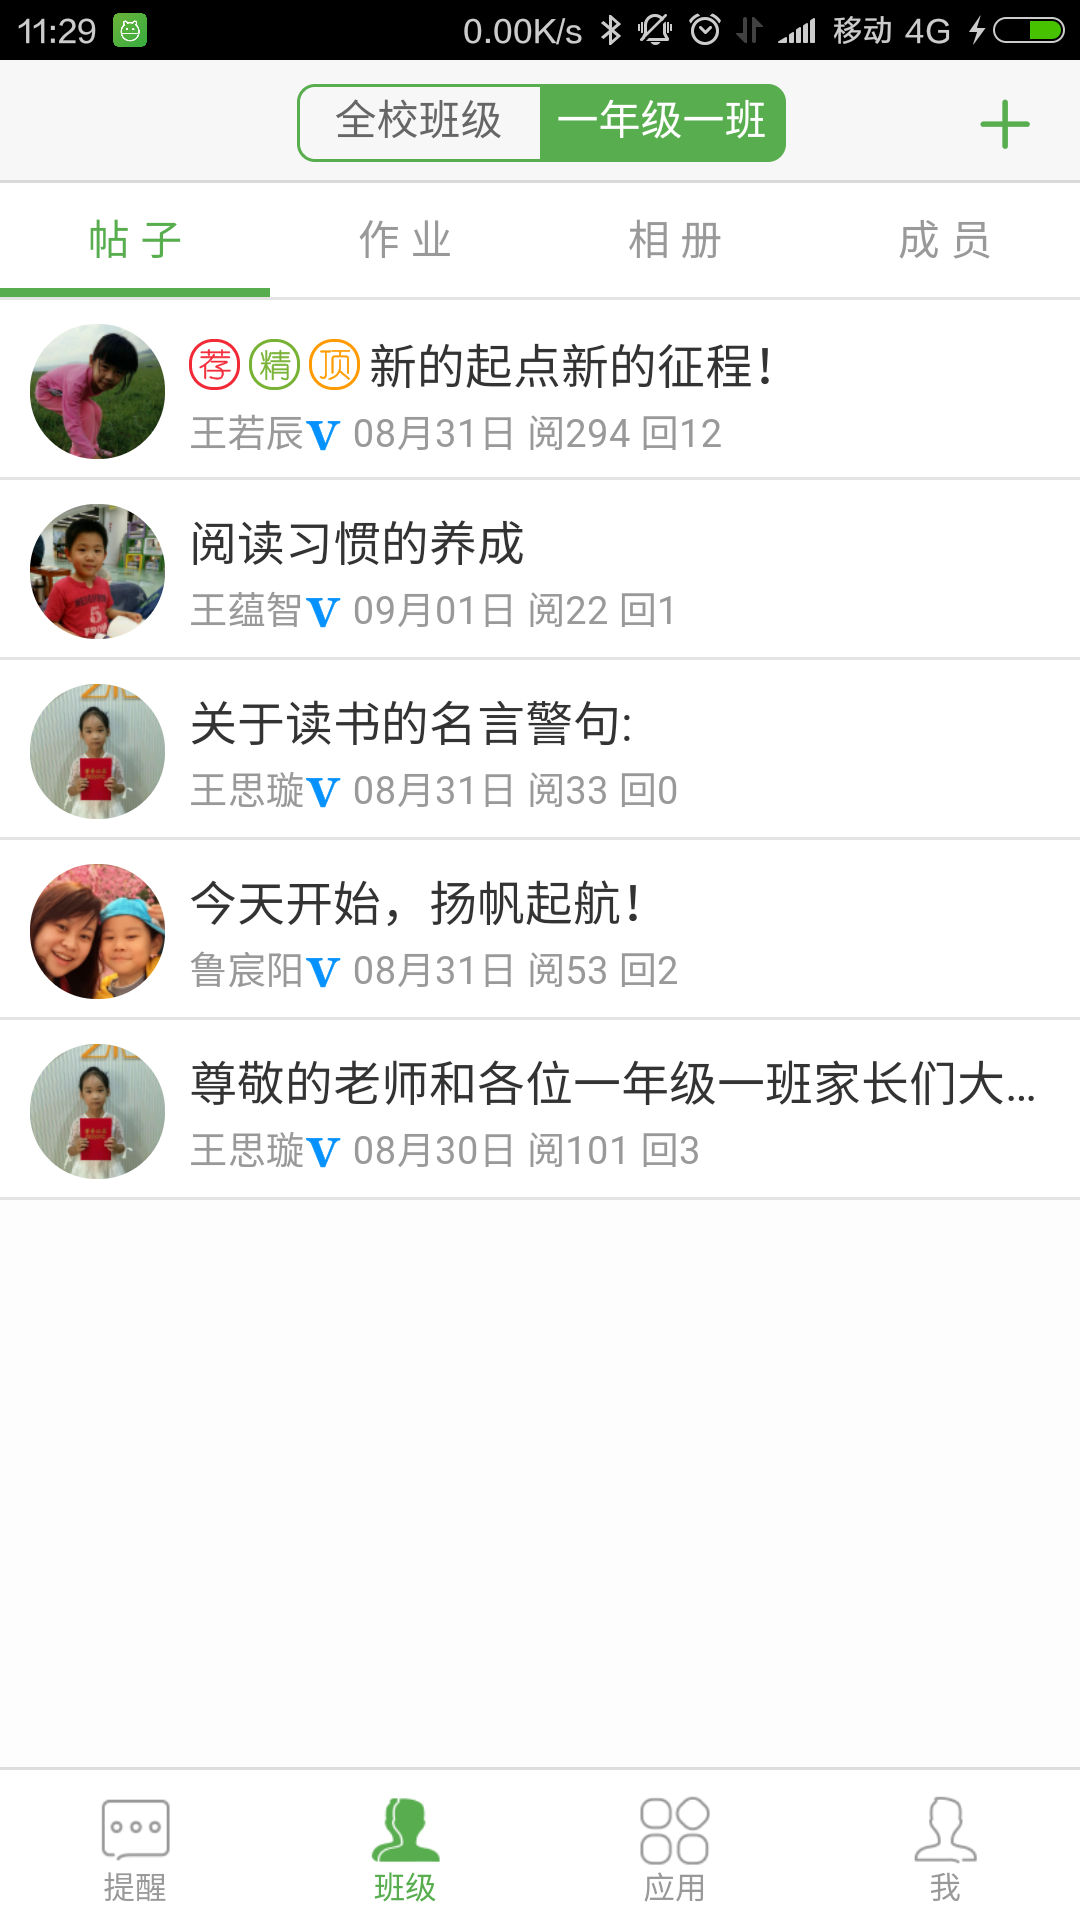 11:29 0.00K/s 移动 4G
全校班级 一年级一班
帖子 作业 相册 成员
荐 精 顶 新的起点新的征程！
王若辰V 08月31日 阅294 回12
阅读习惯的养成
王蕴智V 09月01日 阅22 回1
关于读书的名言警句:
王思璇V 08月31日 阅33 回0
今天开始，扬帆起航！
鲁宸阳V 08月31日 阅53 回2
尊敬的老师和各位一年级一班家长们大...
王思璇V 08月30日 阅101 回3
提醒 班级 应用 我